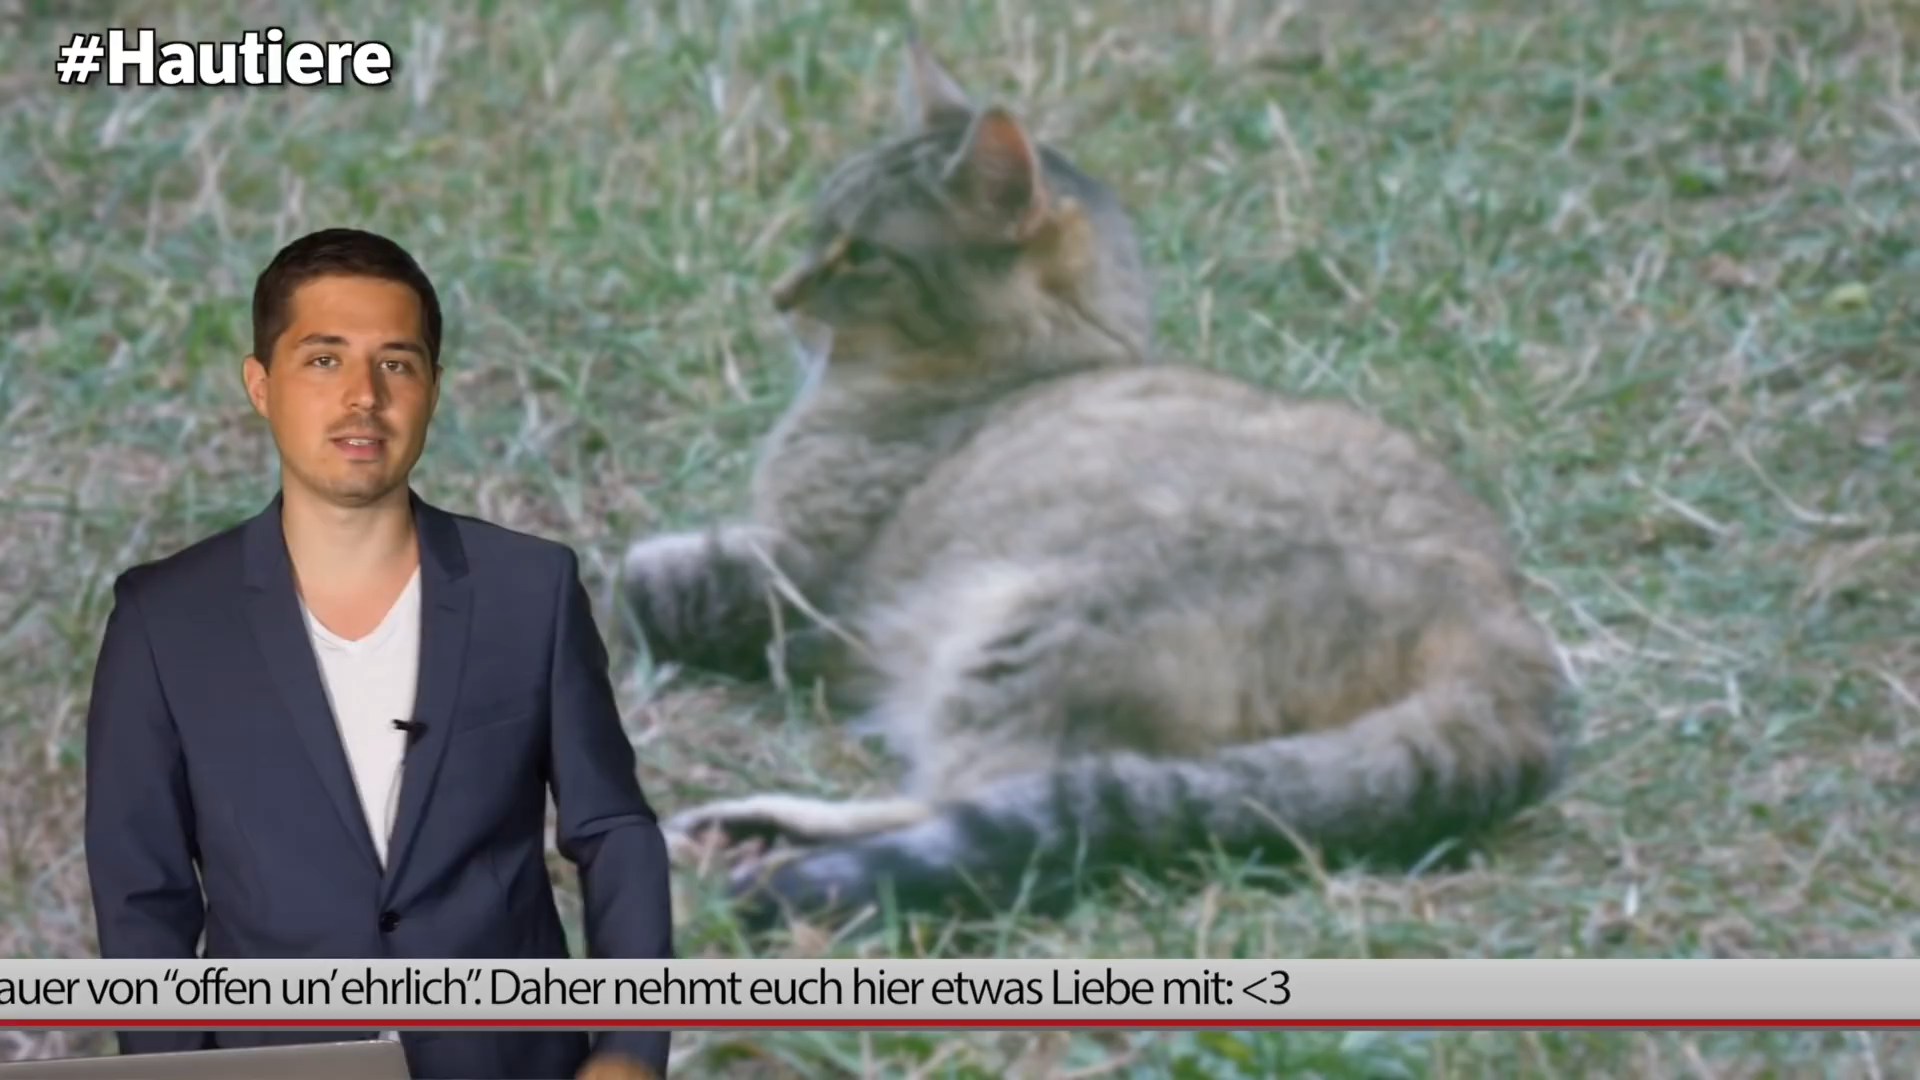 #Hautiere
auer von “offen un’ ehrlich”. Daher nehmt euch hier etwas Liebe mit: <3